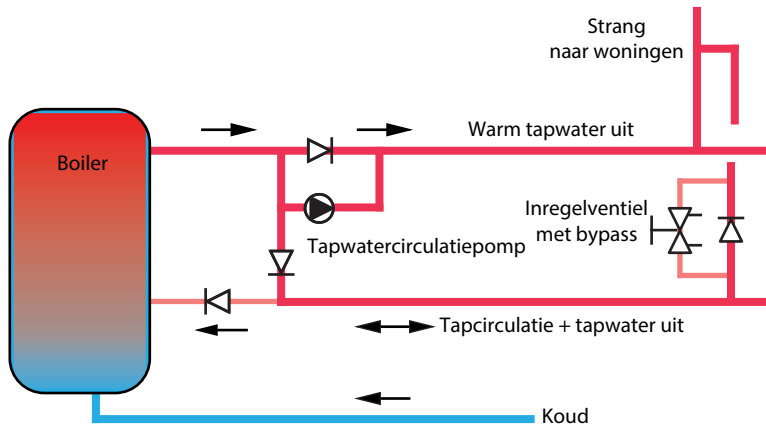 Strang
naar woningen
Warm tapwater uit
Boiler
Inregelventiel
met bypass
Tapwatercirculatiepomp
Tapcirculatie + tapwater uit
Koud